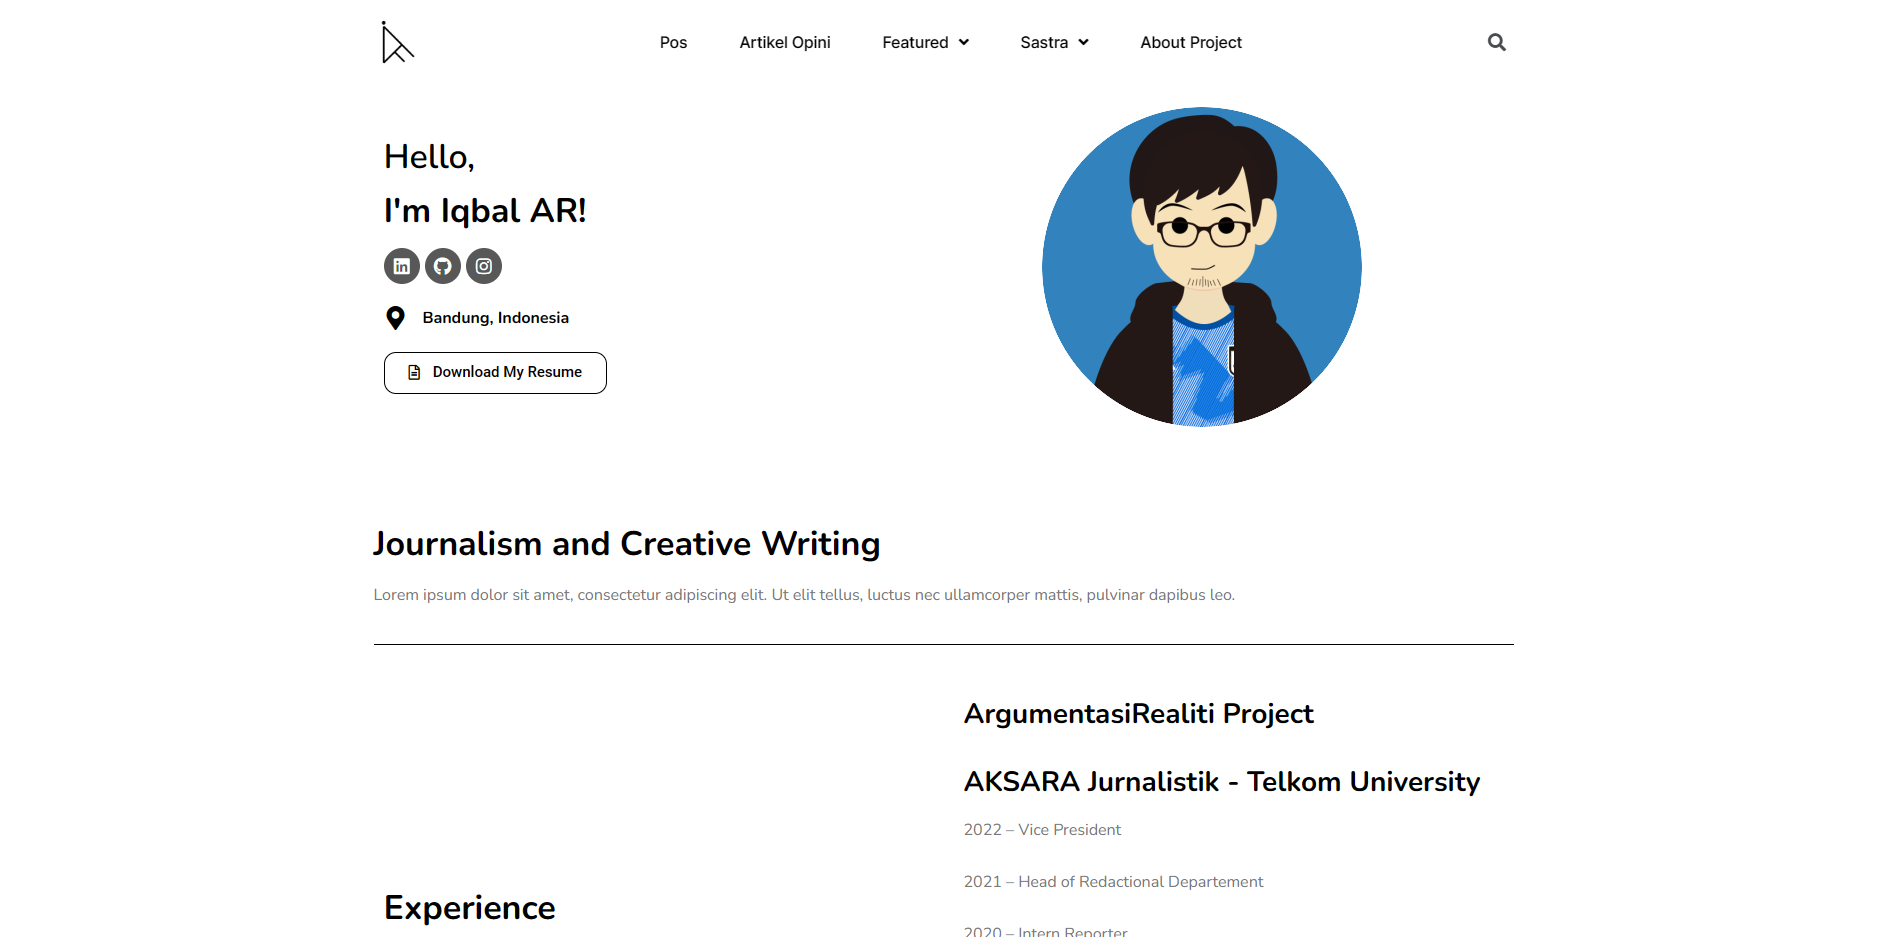 Pos Artikel Opini Featured Sastra About Project
Hello,
I'm Iqbal AR!
Bandung, Indonesia
Download My Resume
Journalism and Creative Writing
Lorem ipsum dolor sit amet, consectetur adipiscing elit. Ut elit tellus, luctus nec ullamcorper mattis, pulvinar dapibus leo.
ArgumentasiRealiti Project
AKSARA Jurnalistik - Telkom University
2022 – Vice President
2021 – Head of Redactional Departement
Experience
2020 – Intern Reporter